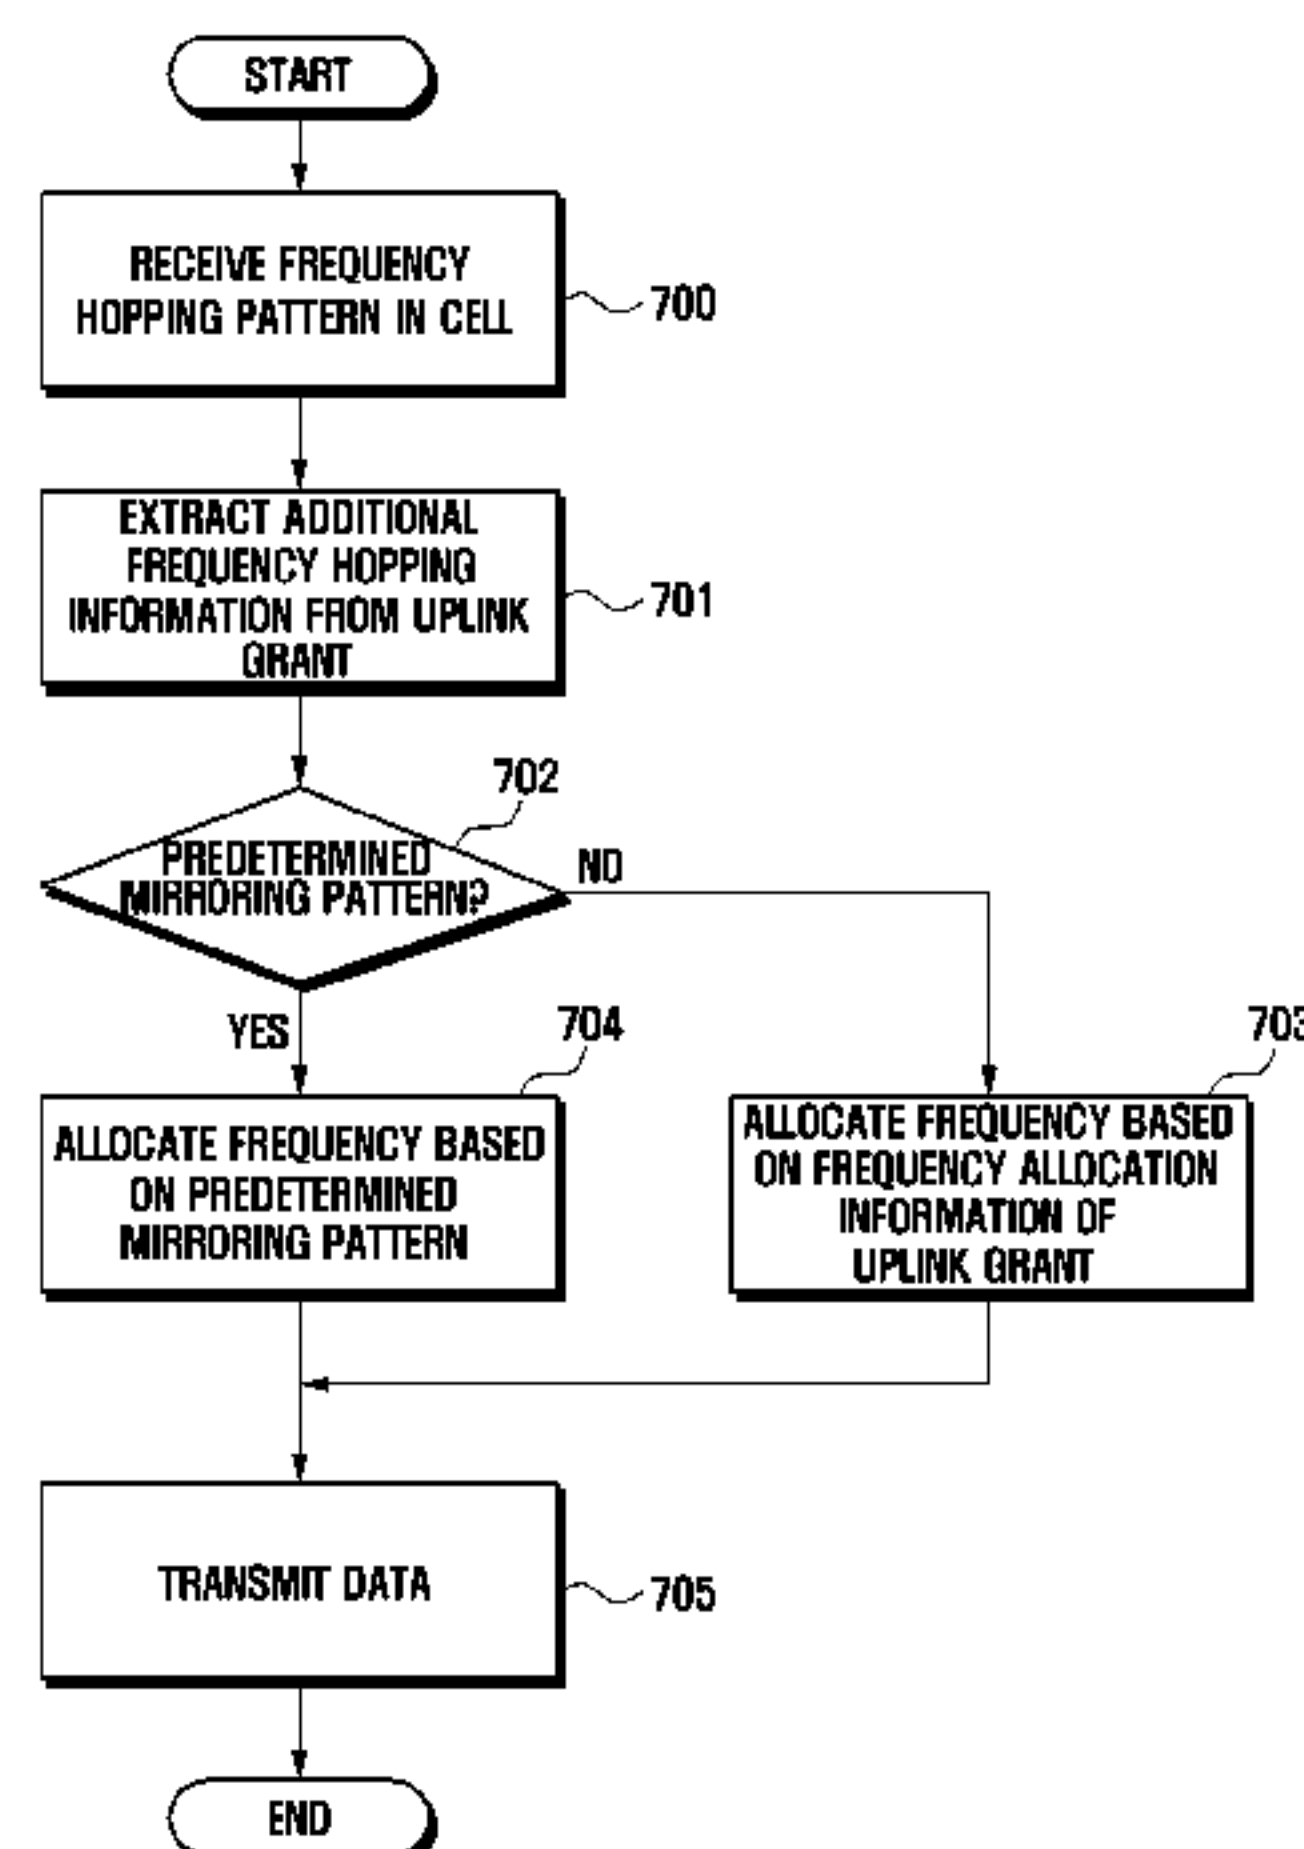 START
RECEIVE FREQUENCY
HOPPING PATTERN IN CELL
700
EXTRACT ADDITIONAL
FREQUENCY HOPPING
INFORMATION FROM UPLINK
GRANT
701
702
PREDETERMINED
MIRRORING PATTERN?
NO
YES
704
ALLOCATE FREQUENCY BASED
ON PREDETERMINED
MIRRORING PATTERN
703
ALLOCATE FREQUENCY BASED
ON FREQUENCY ALLOCATION
INFORMATION OF
UPLINK GRANT
TRANSMIT DATA
705
END